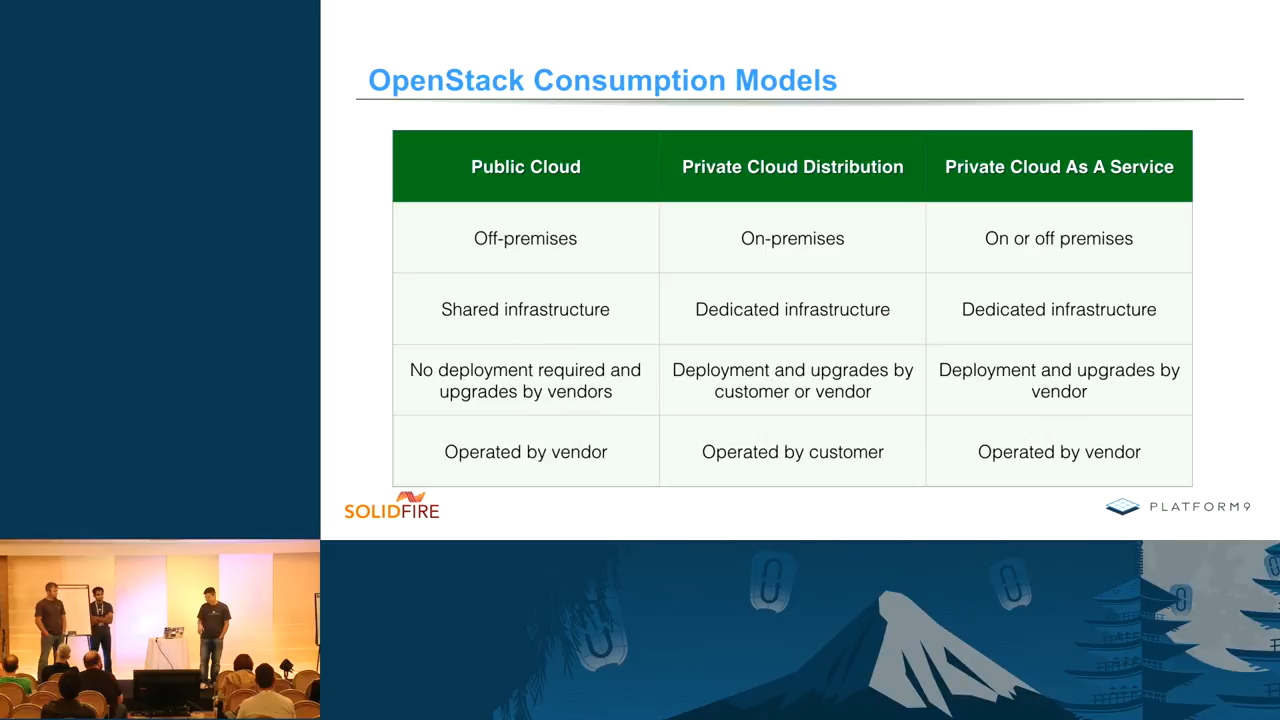 OpenStack Consumption Models
Public Cloud
Private Cloud Distribution
Private Cloud As A Service
Off-premises
On-premises
On or off premises
Shared infrastructure
Dedicated infrastructure
Dedicated infrastructure
No deployment required and
upgrades by vendors
Deployment and upgrades by
customer or vendor
Deployment and upgrades by
vendor
Operated by vendor
Operated by customer
Operated by vendor
SOLIDFIRE
PLATFORM9